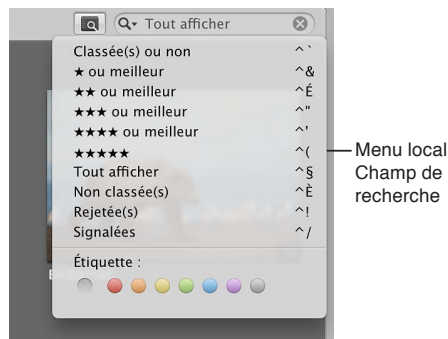 Tout afficher
Classée(s) ou non ^`
★ ou meilleur ^&
★★ ou meilleur ^É
★★★ ou meilleur ^"
★★★★ ou meilleur ^'
★★★★★ ^(
Tout afficher ^§
Non classée(s) ^È
Rejetée(s) ^!
Signalées ^/
Étiquette :
Menu local
Champ de
recherche